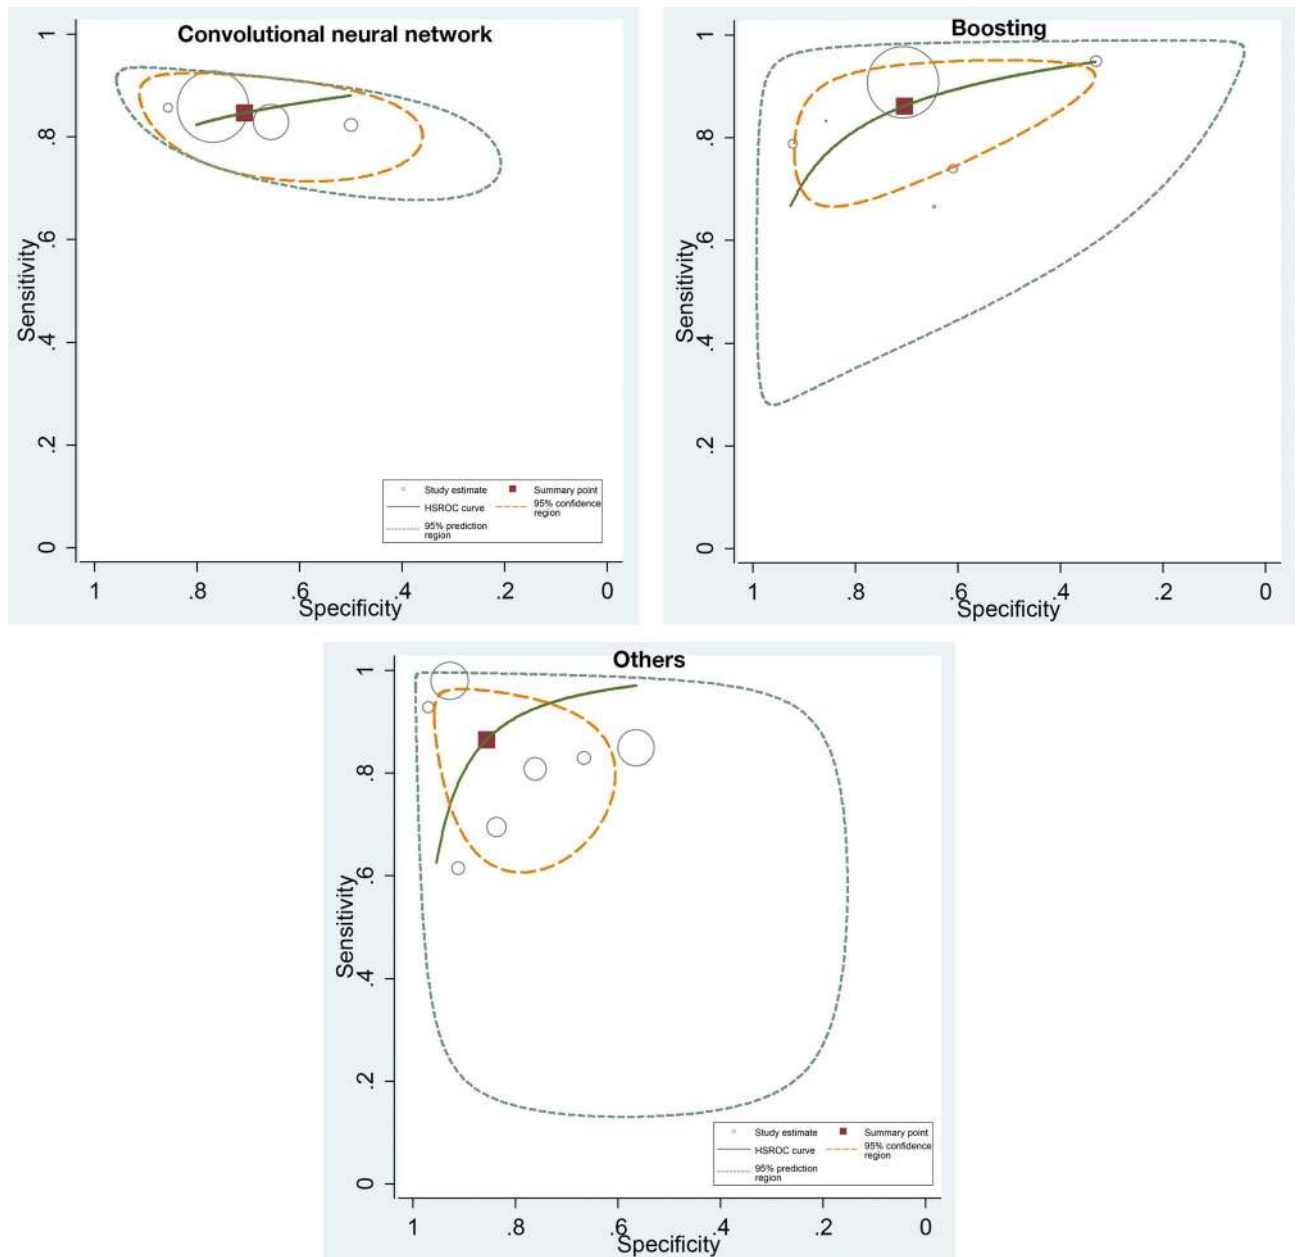 Convolutional neural network
Sensitivity
1
.8
.6
.4
.2
0
Study estimate
Summary point
HSROC curve
95% confidence
region
95% prediction
region
1 .8 .6 .4 .2 0
Specificity
Boosting
Sensitivity
1
.8
.6
.4
.2
0
1 .8 .6 .4 .2 0
Specificity
Others
Sensitivity
1
.8
.6
.4
.2
0
Study estimate
Summary point
HSROC curve
95% confidence
region
95% prediction
region
1 .8 .6 .4 .2 0
Specificity